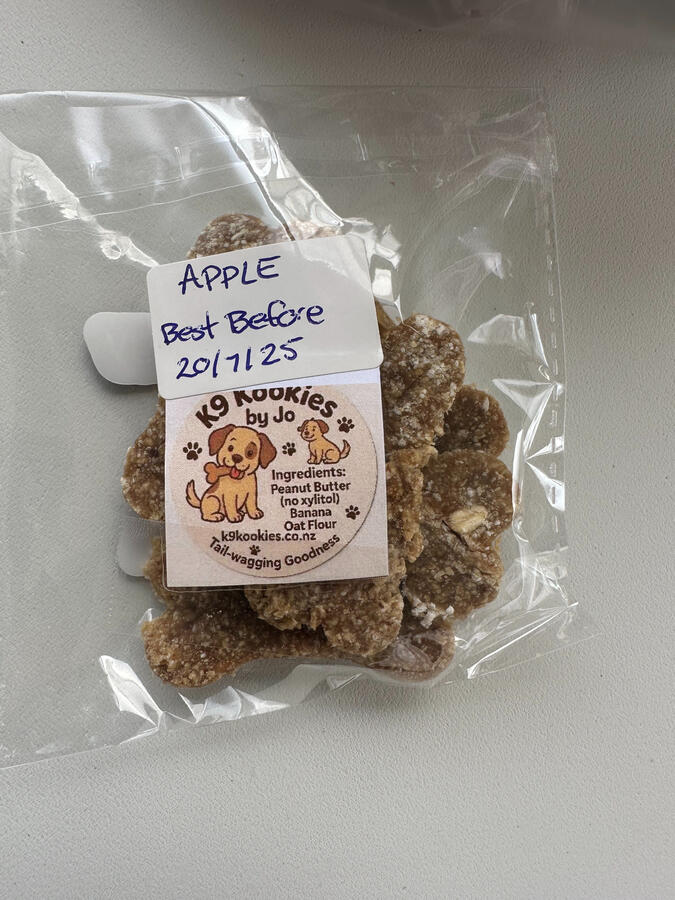 APPLE
Best Before
20/7/25
K9 Kookies
by Jo
Ingredients:
Peanut Butter
(no xylitol)
Banana
Oat Flour
k9kookies.co.nz
Tail-wagging Goodness